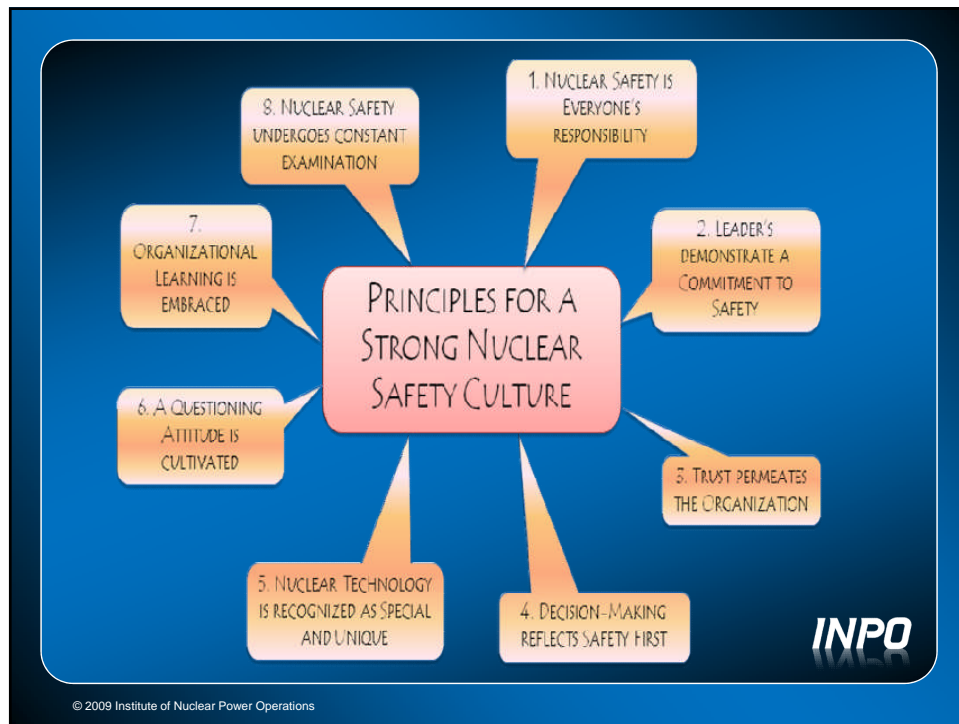 PRINCIPLES FOR A
STRONG NUCLEAR
SAFETY CULTURE
1. NUCLEAR SAFETY IS
EVERYONE'S
RESPONSIBILITY
2. LEADER'S
DEMONSTRATE A
COMMITMENT TO
SAFETY
3. TRUST PERMEATES
THE ORGANIZATION
4. DECISION-MAKING
REFLECTS SAFETY FIRST
5. NUCLEAR TECHNOLOGY
IS RECOGNIZED AS SPECIAL
AND UNIQUE
6. A QUESTIONING
ATTITUDE IS
CULTIVATED
7.
ORGANIZATIONAL
LEARNING IS
EMBRACED
8. NUCLEAR SAFETY
UNDERGOES CONSTANT
EXAMINATION
INPO
© 2009 Institute of Nuclear Power Operations